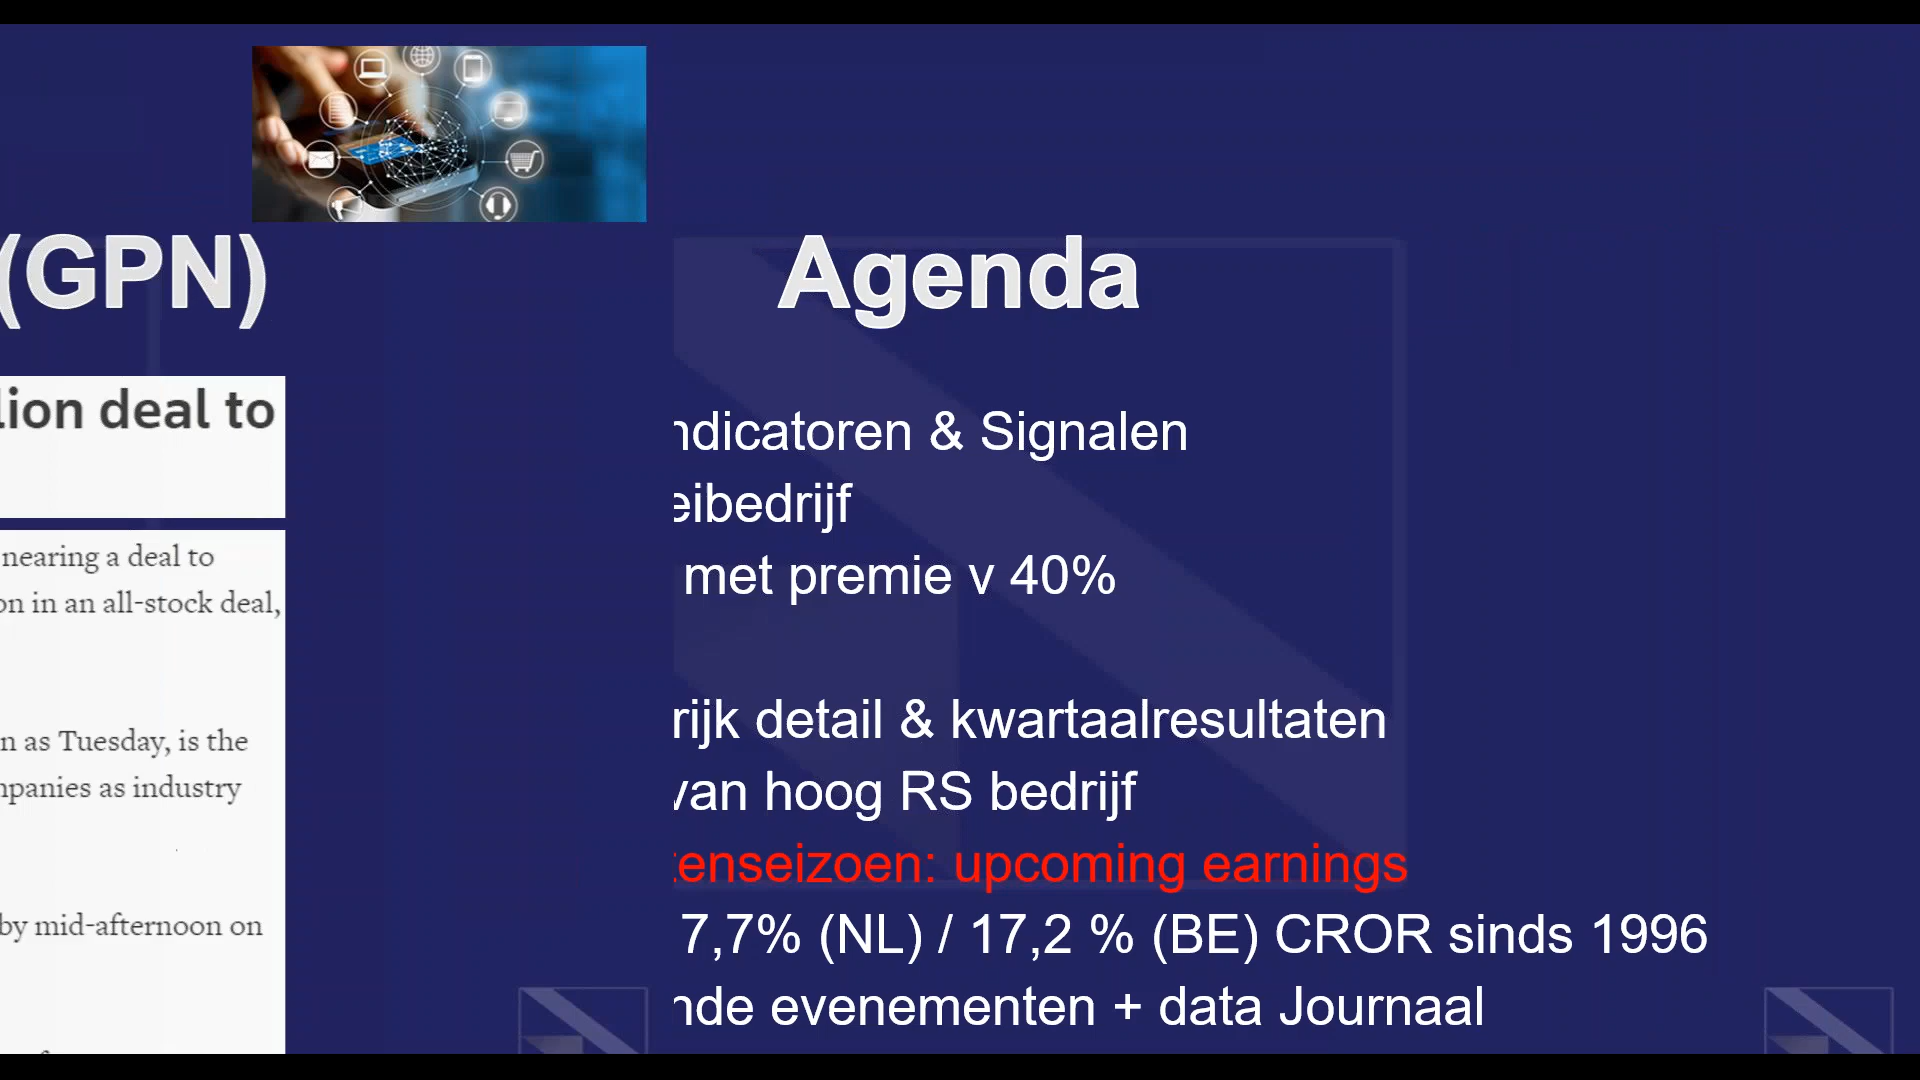 (GPN)
lion deal to
nearing a deal to
on in an all-stock deal,
n as Tuesday, is the
mpanies as industry
by mid-afternoon on
Agenda
ndicatoren & Signalen
eibedrijf
met premie v 40%
rijk detail & kwartaalresultaten
van hoog RS bedrijf
tenseizoen: upcoming earnings
7,7% (NL) / 17,2 % (BE) CROR sinds 1996
nde evenementen + data Journaal